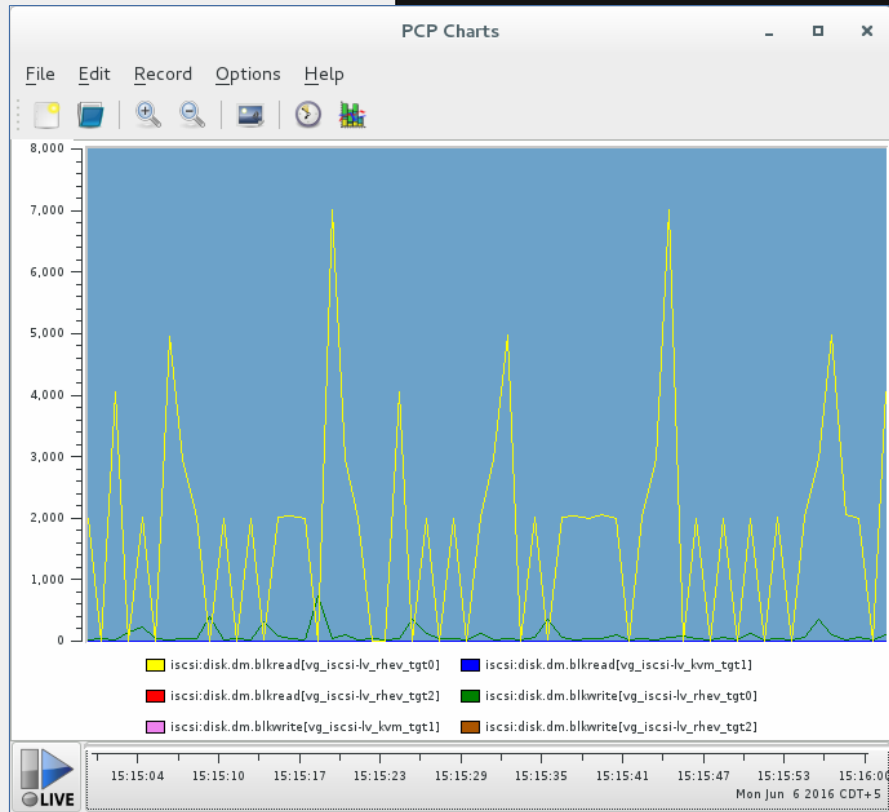 PCP Charts
File Edit Record Options Help
8,000
7,000
6,000
5,000
4,000
3,000
2,000
1,000
0
iscsi:disk.dm.blkread[vg_iscsi-lv_rhev_tgt0] iscsi:disk.dm.blkread[vg_iscsi-lv_kvm_tgt1]
iscsi:disk.dm.blkread[vg_iscsi-lv_rhev_tgt2] iscsi:disk.dm.blkwrite[vg_iscsi-lv_rhev_tgt0]
iscsi:disk.dm.blkwrite[vg_iscsi-lv_kvm_tgt1] iscsi:disk.dm.blkwrite[vg_iscsi-lv_rhev_tgt2]
15:15:04 15:15:10 15:15:17 15:15:23 15:15:29 15:15:35 15:15:41 15:15:47 15:15:53 15:16:00
LIVE Mon Jun 6 2016 CDT+5